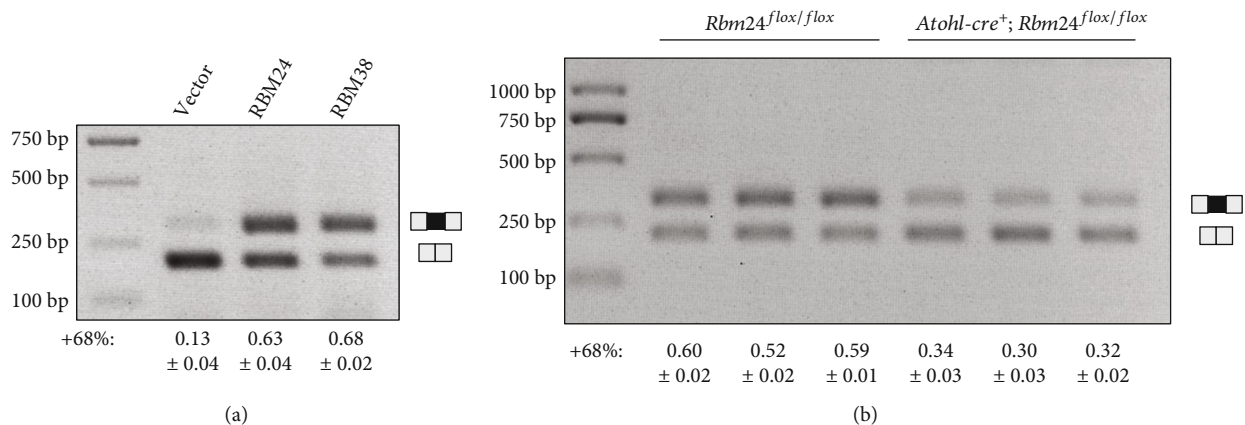 Vector
RBM24
RBM38
750 bp
500 bp
250 bp
100 bp
+68%: 0.13 0.63 0.68
± 0.04 ± 0.04 ± 0.02
(a)
Rbm24flox/flox Atohl-cre+; Rbm24flox/flox
1000 bp
750 bp
500 bp
250 bp
100 bp
+68%: 0.60 0.52 0.59 0.34 0.30 0.32
± 0.02 ± 0.02 ± 0.01 ± 0.03 ± 0.03 ± 0.02
(b)